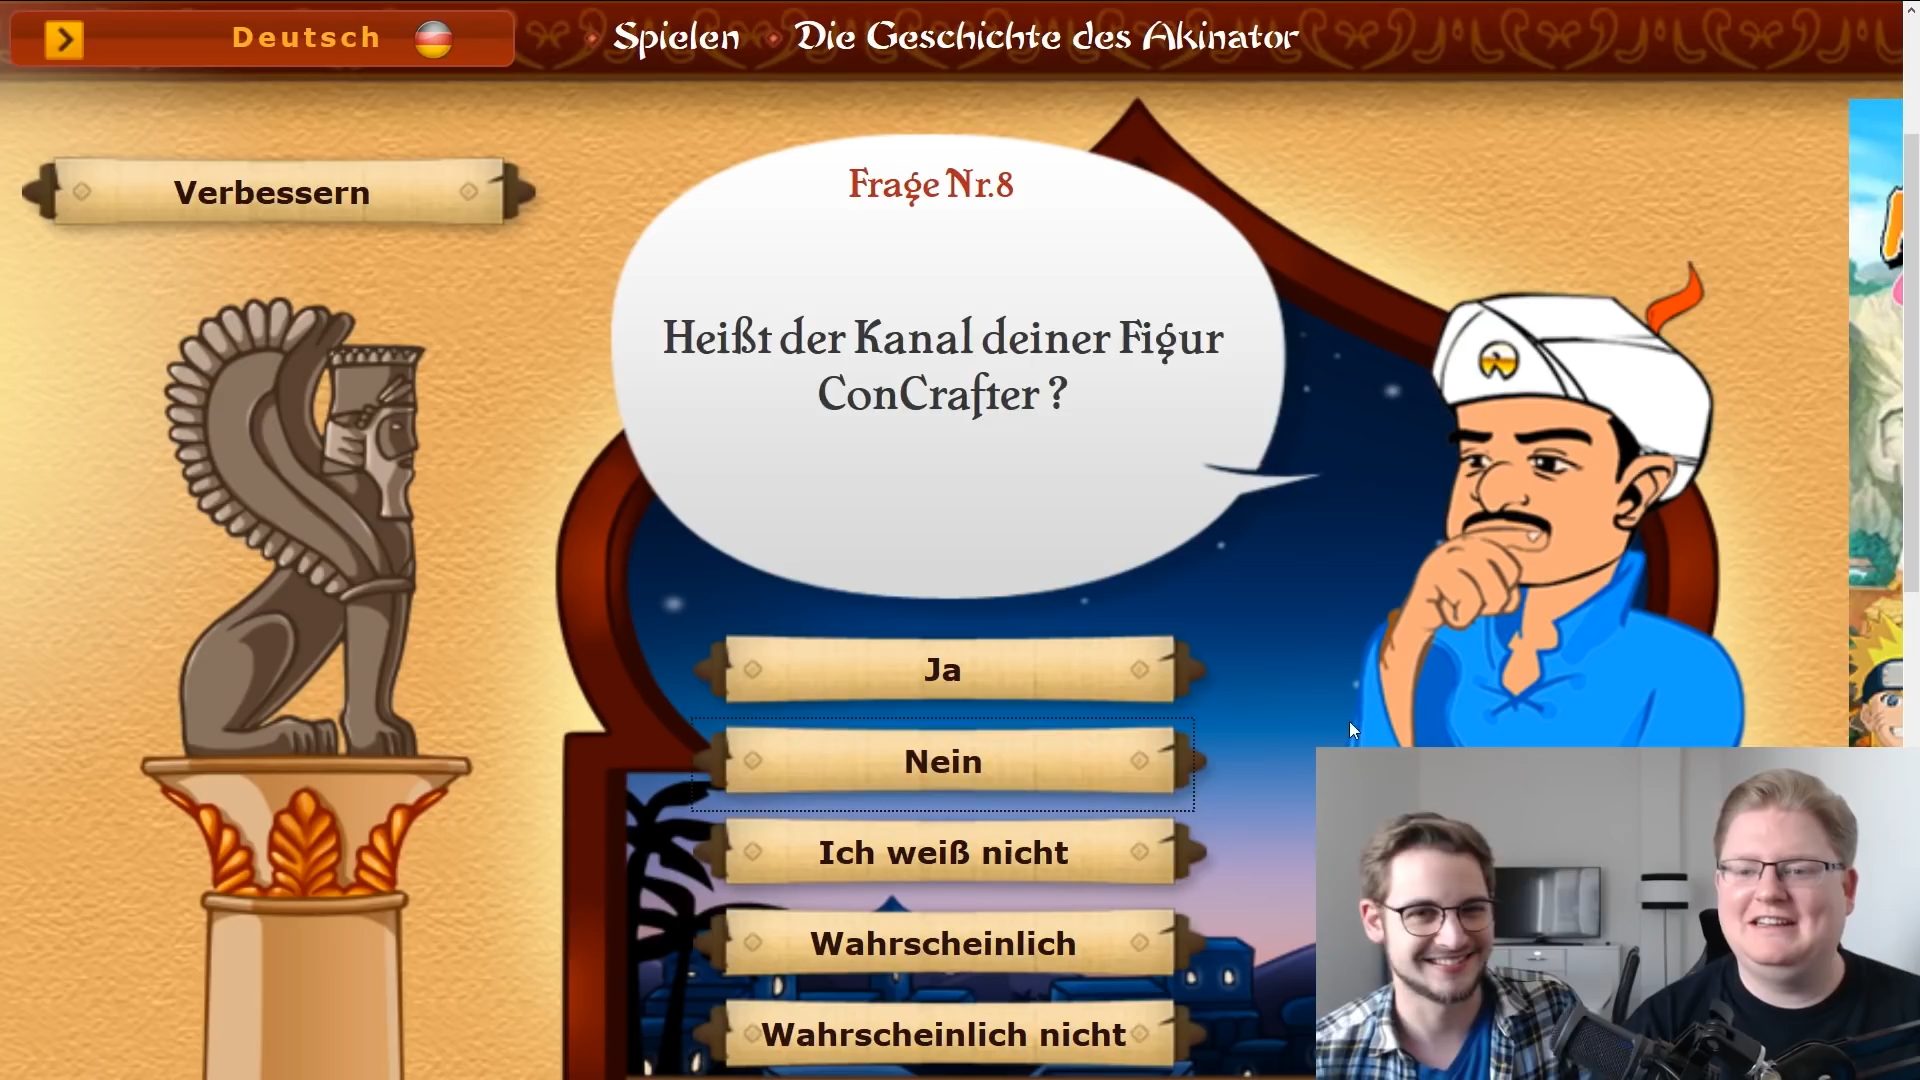 Deutsch
Spielen
Die Geschichte des Akinator
Verbessern
Frage Nr.8
Heißt der Kanal deiner Figur
ConCrafter ?
Ja
Nein
Ich weiß nicht
Wahrscheinlich
Wahrscheinlich nicht